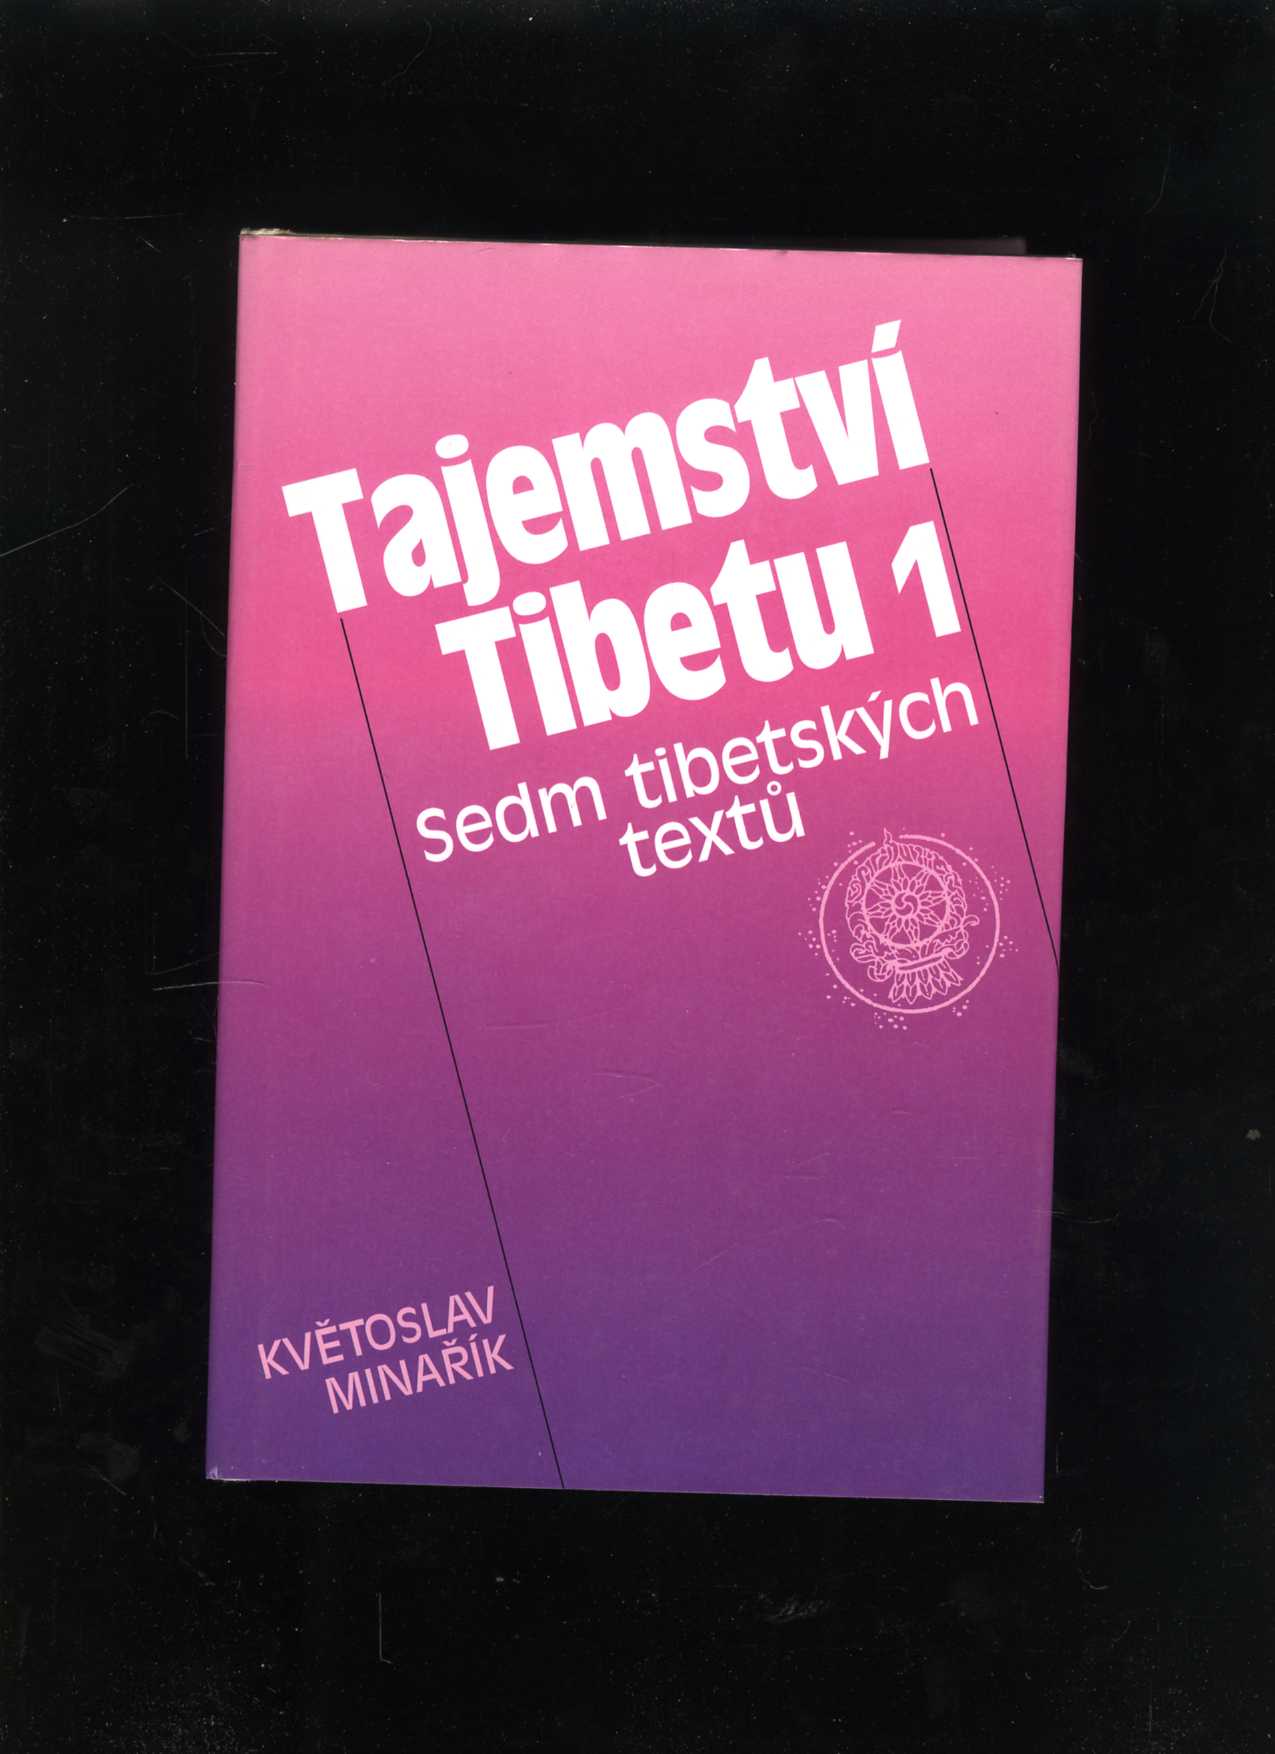 Tajemství
Tibetu 1
Sedm tibetských
textů
KVĚTOSLAV
MINAŘÍK